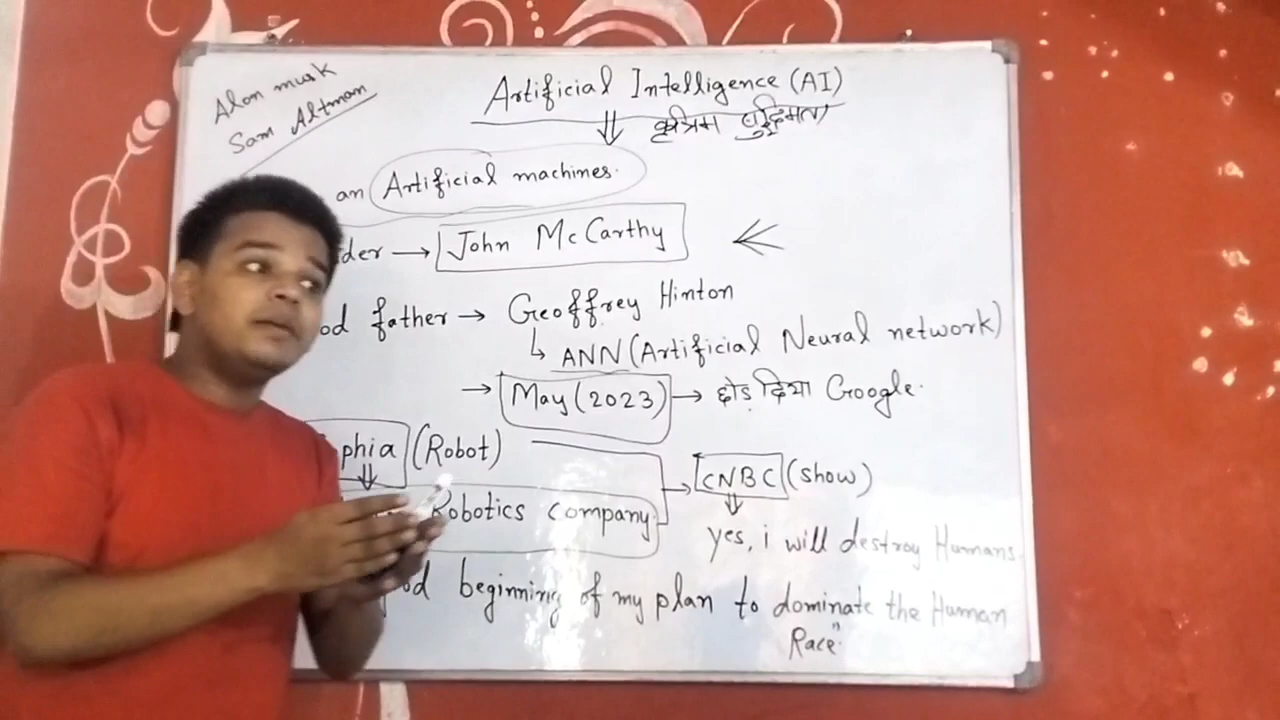 Alon musk
Sam Altman
Artificial Intelligence (AI)
कृत्रिम बुद्धिमता
an Artificial machines.
der → John McCarthy
od father → Geoffrey Hinton
ANN (Artificial Neural network)
→ May (2023) → छोड़ दिया Google.
phia (Robot)
CNBC (show)
Robotics company.
yes, i will destroy Humans.
od beginning of my plan to dominate the Human
Race".